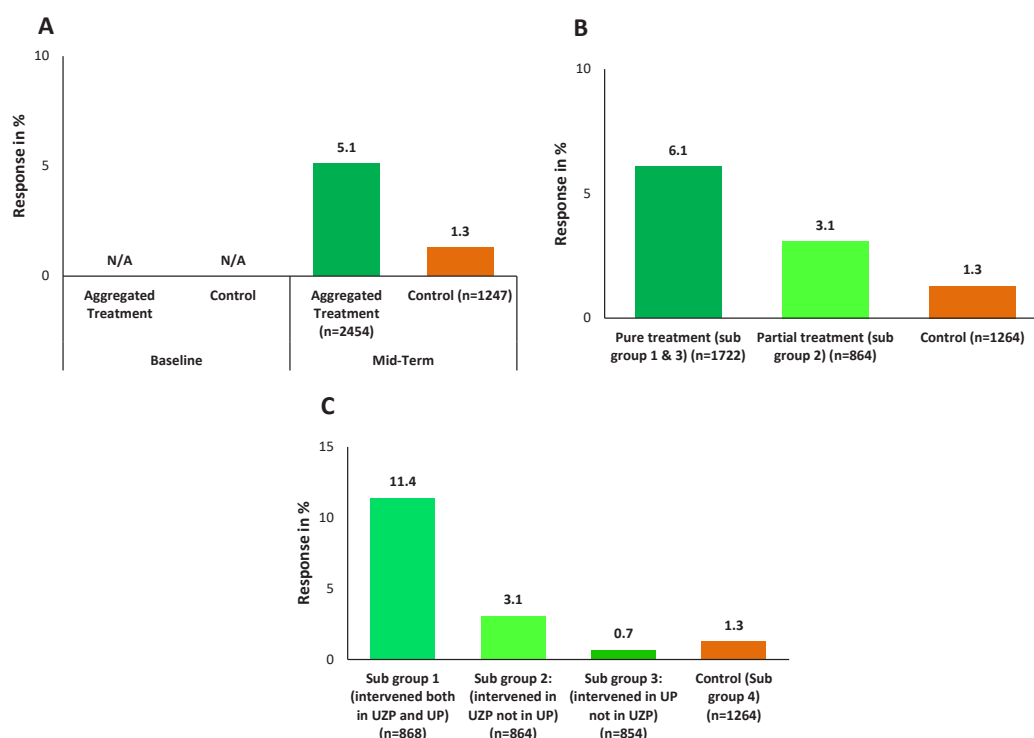 A
Response in %
10
5
0
5.1
1.3
N/A
N/A
Aggregated
Treatment
Control
Aggregated
Treatment
(n=2454)
Control (n=1247)
Baseline
Mid-Term
B
Response in %
10
5
0
6.1
3.1
1.3
Pure treatment (sub
group 1 & 3) (n=1722)
Partial treatment (sub
group 2) (n=864)
Control (n=1264)
C
Response in %
15
10
5
0
11.4
3.1
0.7
1.3
Sub group 1
(intervened both
in UZP and UP)
(n=868)
Sub group 2:
(intervened in
UZP not in UP)
(n=864)
Sub group 3:
(intervened in UP
not in UZP)
(n=854)
Control (Sub
group 4)
(n=1264)